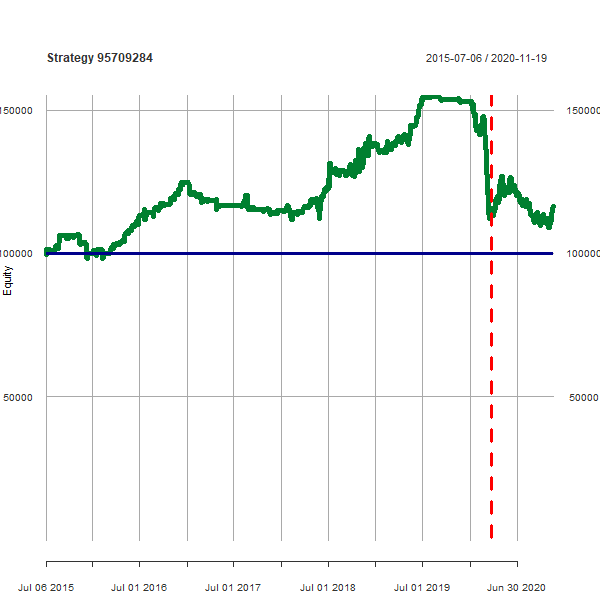 Strategy 95709284
2015-07-06 / 2020-11-19
150000
150000
100000
100000
Equity
50000
50000
Jul 06 2015
Jul 01 2016
Jul 01 2017
Jul 01 2018
Jul 01 2019
Jun 30 2020